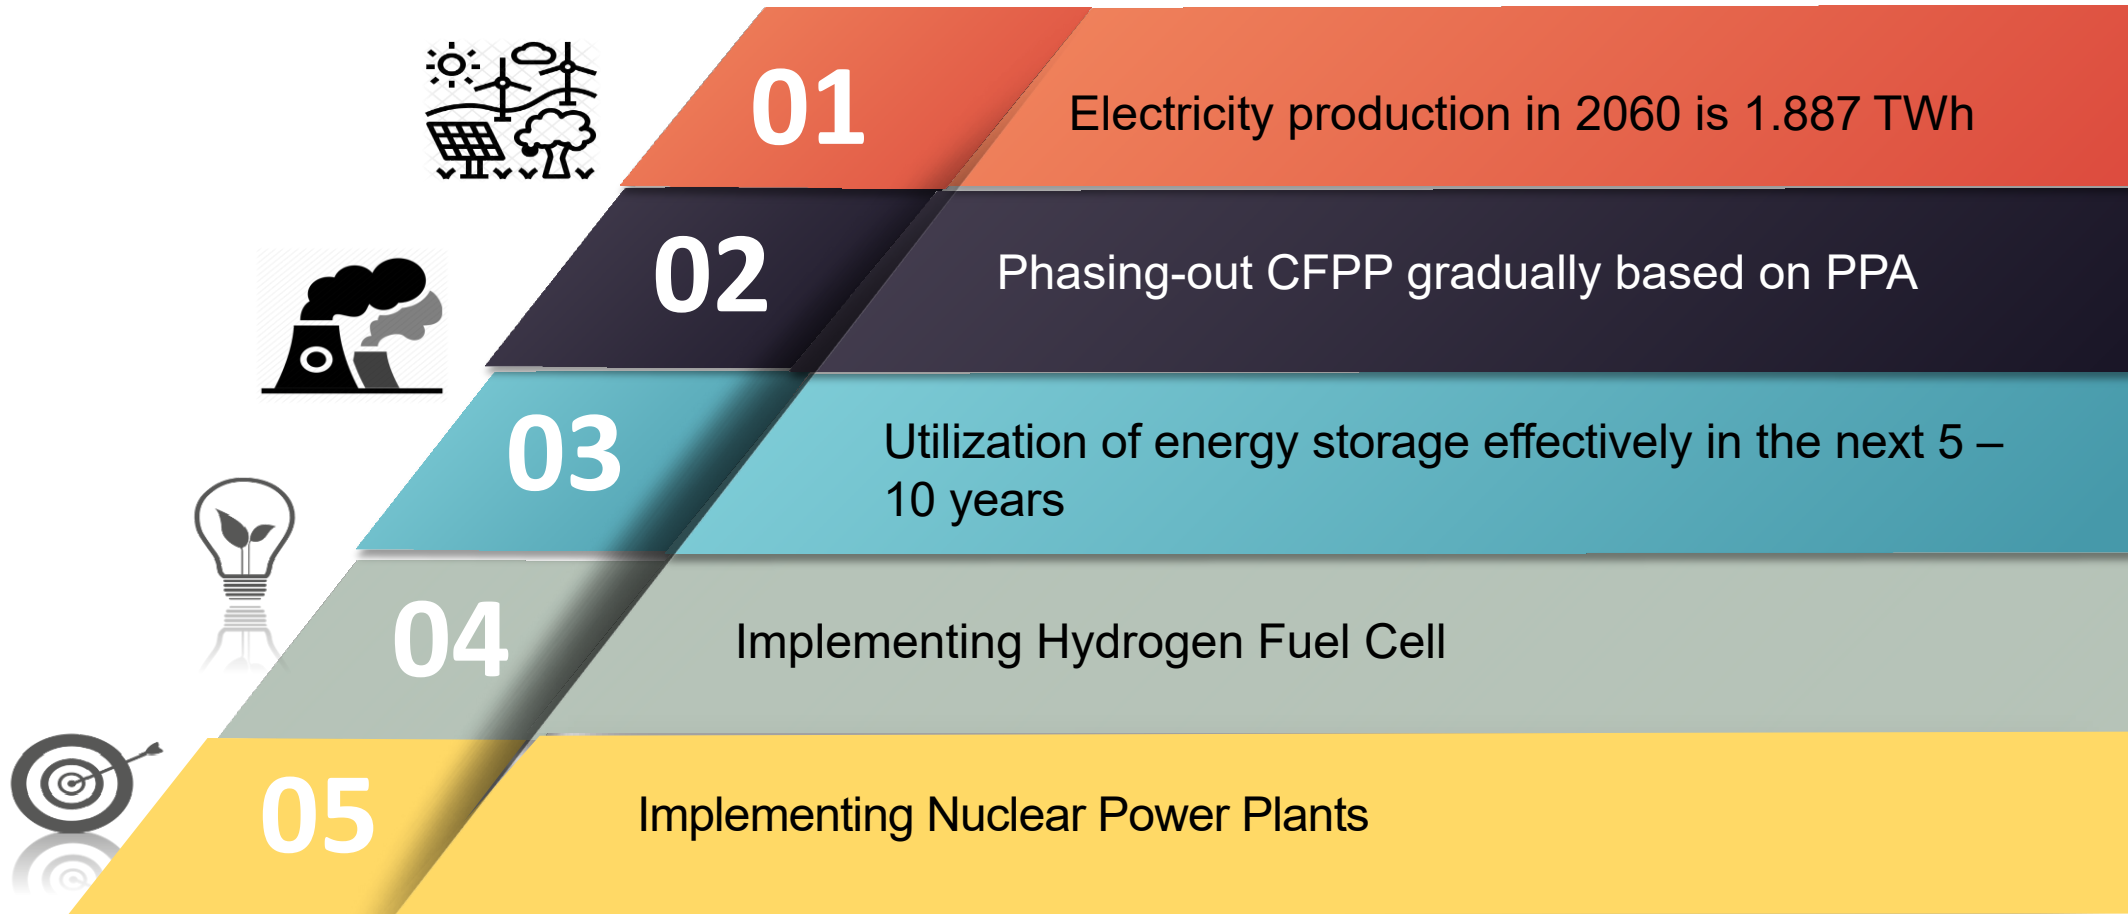 01
Electricity production in 2060 is 1.887 TWh
02
Phasing-out CFPP gradually based on PPA
03
Utilization of energy storage effectively in the next 5 –
10 years
04
Implementing Hydrogen Fuel Cell
05
Implementing Nuclear Power Plants